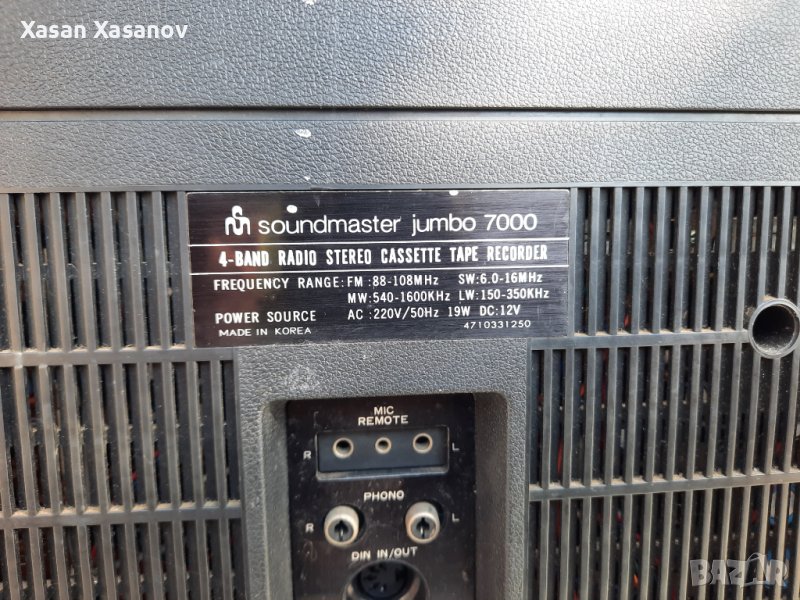 Xasan Xasanov
soundmaster jumbo 7000
4-BAND RADIO STEREO CASSETTE TAPE RECORDER
FREQUENCY RANGE: FM : 88-108MHz SW: 6.0-16MHz
MW: 540-1600KHz LW: 150-350KHz
POWER SOURCE AC : 220V/50Hz 19W DC: 12V
MADE IN KOREA 4710331250
MIC
REMOTE
R L
PHONO
R L
DIN IN/OUT
BAZAR